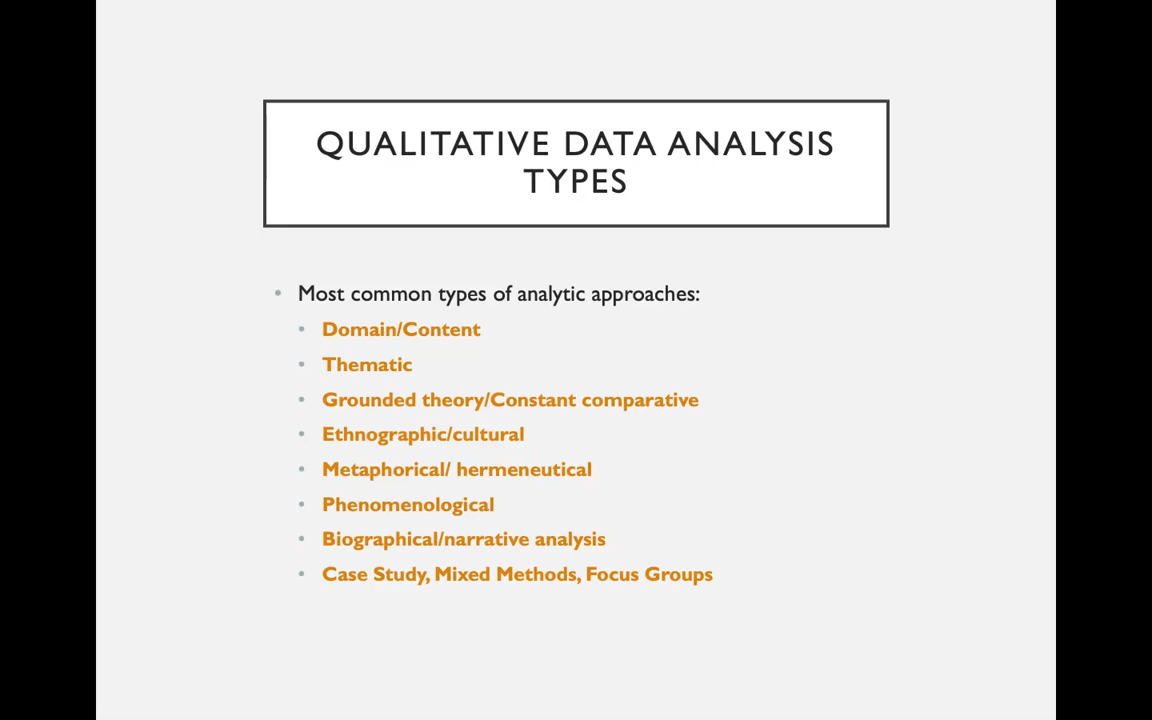 QUALITATIVE DATA ANALYSIS
TYPES
• Most common types of analytic approaches:
• Domain/Content
• Thematic
• Grounded theory/Constant comparative
• Ethnographic/cultural
• Metaphorical/ hermeneutical
• Phenomenological
• Biographical/narrative analysis
• Case Study, Mixed Methods, Focus Groups